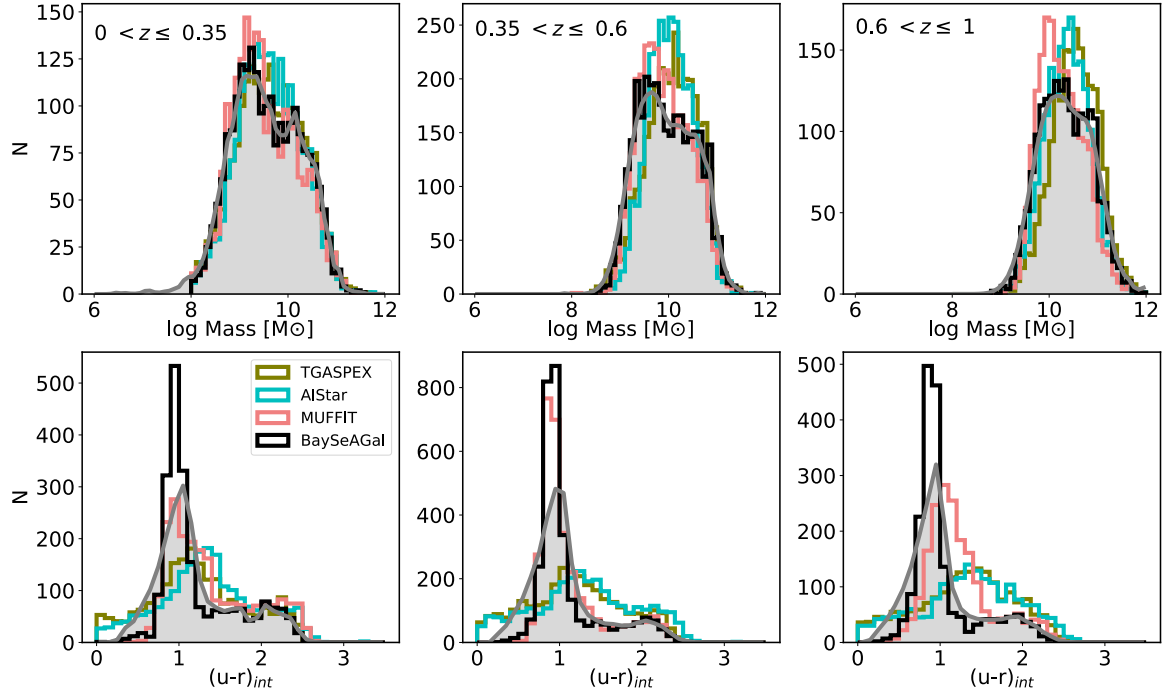 0 < z ≤ 0.35
0.35 < z ≤ 0.6
0.6 < z ≤ 1
N
150
125
100
75
50
25
0
250
200
150
100
50
0
150
100
50
0
6 8 10 12
6 8 10 12
6 8 10 12
log Mass [M⊙]
log Mass [M⊙]
log Mass [M⊙]
TGASPEX
AlStar
MUFFIT
BaySeAGal
N
500
400
300
200
100
0
800
600
400
200
0
500
400
300
200
100
0
0 1 2 3
0 1 2 3
0 1 2 3
(u-r)int
(u-r)int
(u-r)int